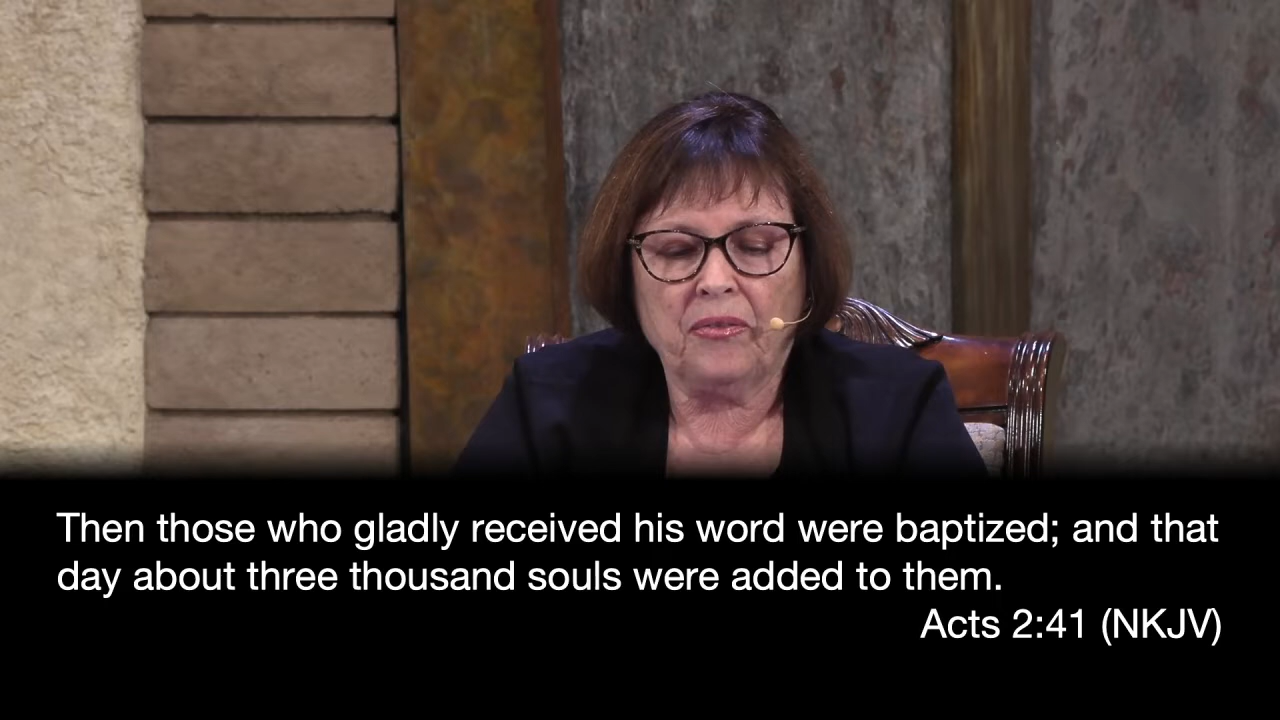 Then those who gladly received his word were baptized; and that
day about three thousand souls were added to them.
Acts 2:41 (NKJV)